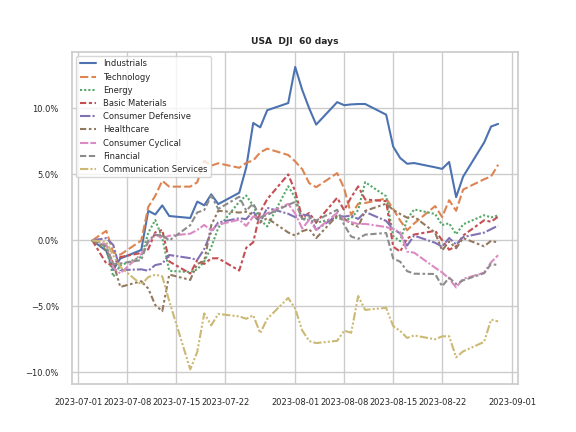 USA  DJI  60 days
Industrials
Technology
Energy
Basic Materials
Consumer Defensive
Healthcare
Consumer Cyclical
Financial
Communication Services
10.0%
5.0%
0.0%
−5.0%
−10.0%
2023-07-01 2023-07-08 2023-07-15 2023-07-22 2023-08-01 2023-08-08 2023-08-15 2023-08-22 2023-09-01